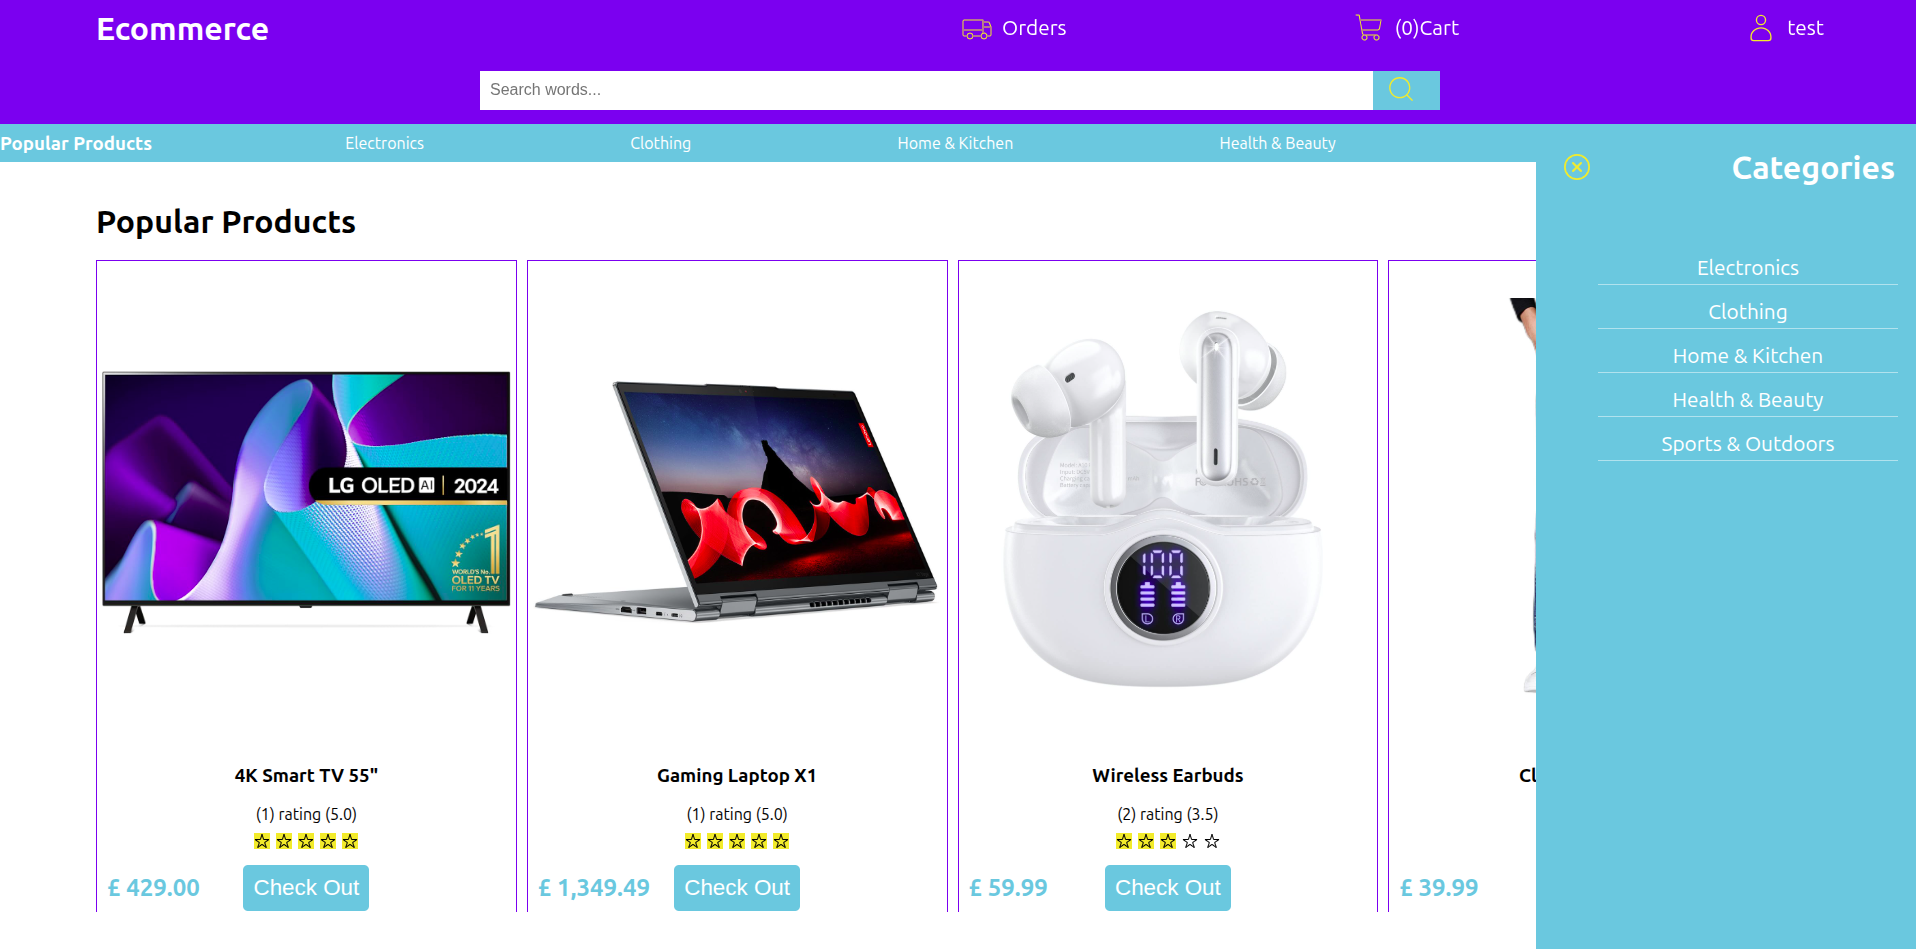 Ecommerce
Orders
(0)Cart
test
Search words...
Popular Products
Electronics
Clothing
Home & Kitchen
Health & Beauty
Categories
Electronics
Clothing
Home & Kitchen
Health & Beauty
Sports & Outdoors
Popular Products
LG OLED AI 2024
1
WORLD'S No.1
OLED TV
FOR 11 YEARS
100
L R
4K Smart TV 55"
(1) rating (5.0)
£ 429.00
Check Out
Gaming Laptop X1
(1) rating (5.0)
£ 1,349.49
Check Out
Wireless Earbuds
(2) rating (3.5)
£ 59.99
Check Out
£ 39.99